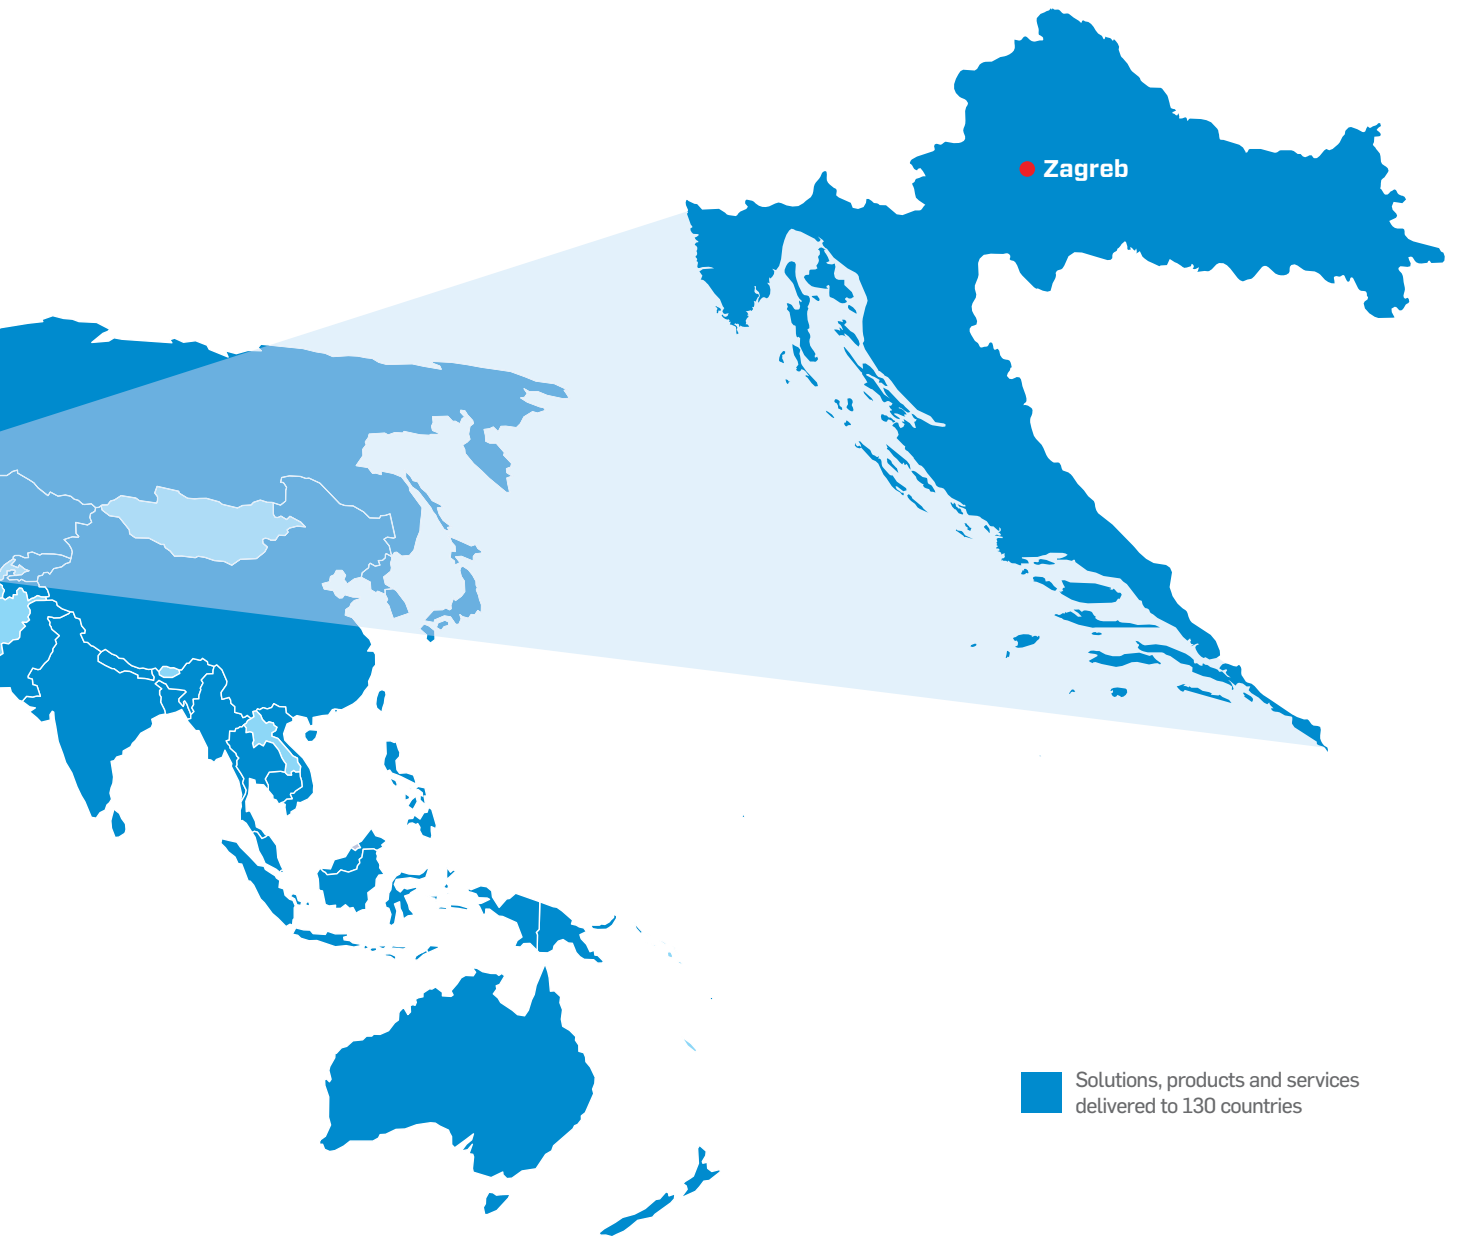 Zagreb
Solutions, products and services
delivered to 130 countries